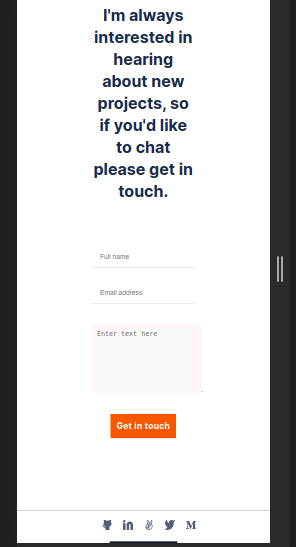 I'm always
interested in
hearing
about new
projects, so
if you'd like
to chat
please get in
touch.
Full name
Email address
Enter text here
Get in touch